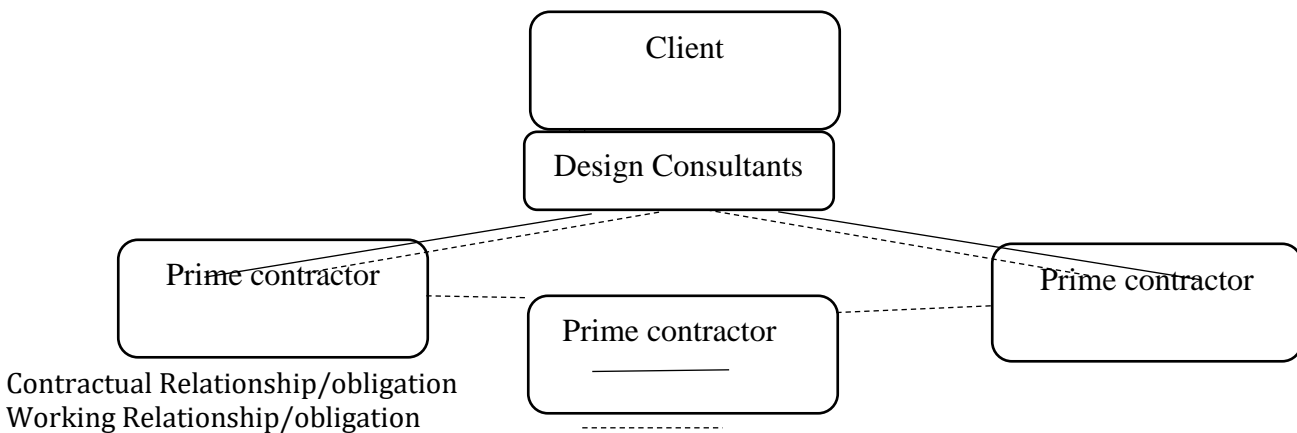 Client
Design Consultants
Prime contractor
Prime contractor
Prime contractor
Contractual Relationship/obligation
Working Relationship/obligation